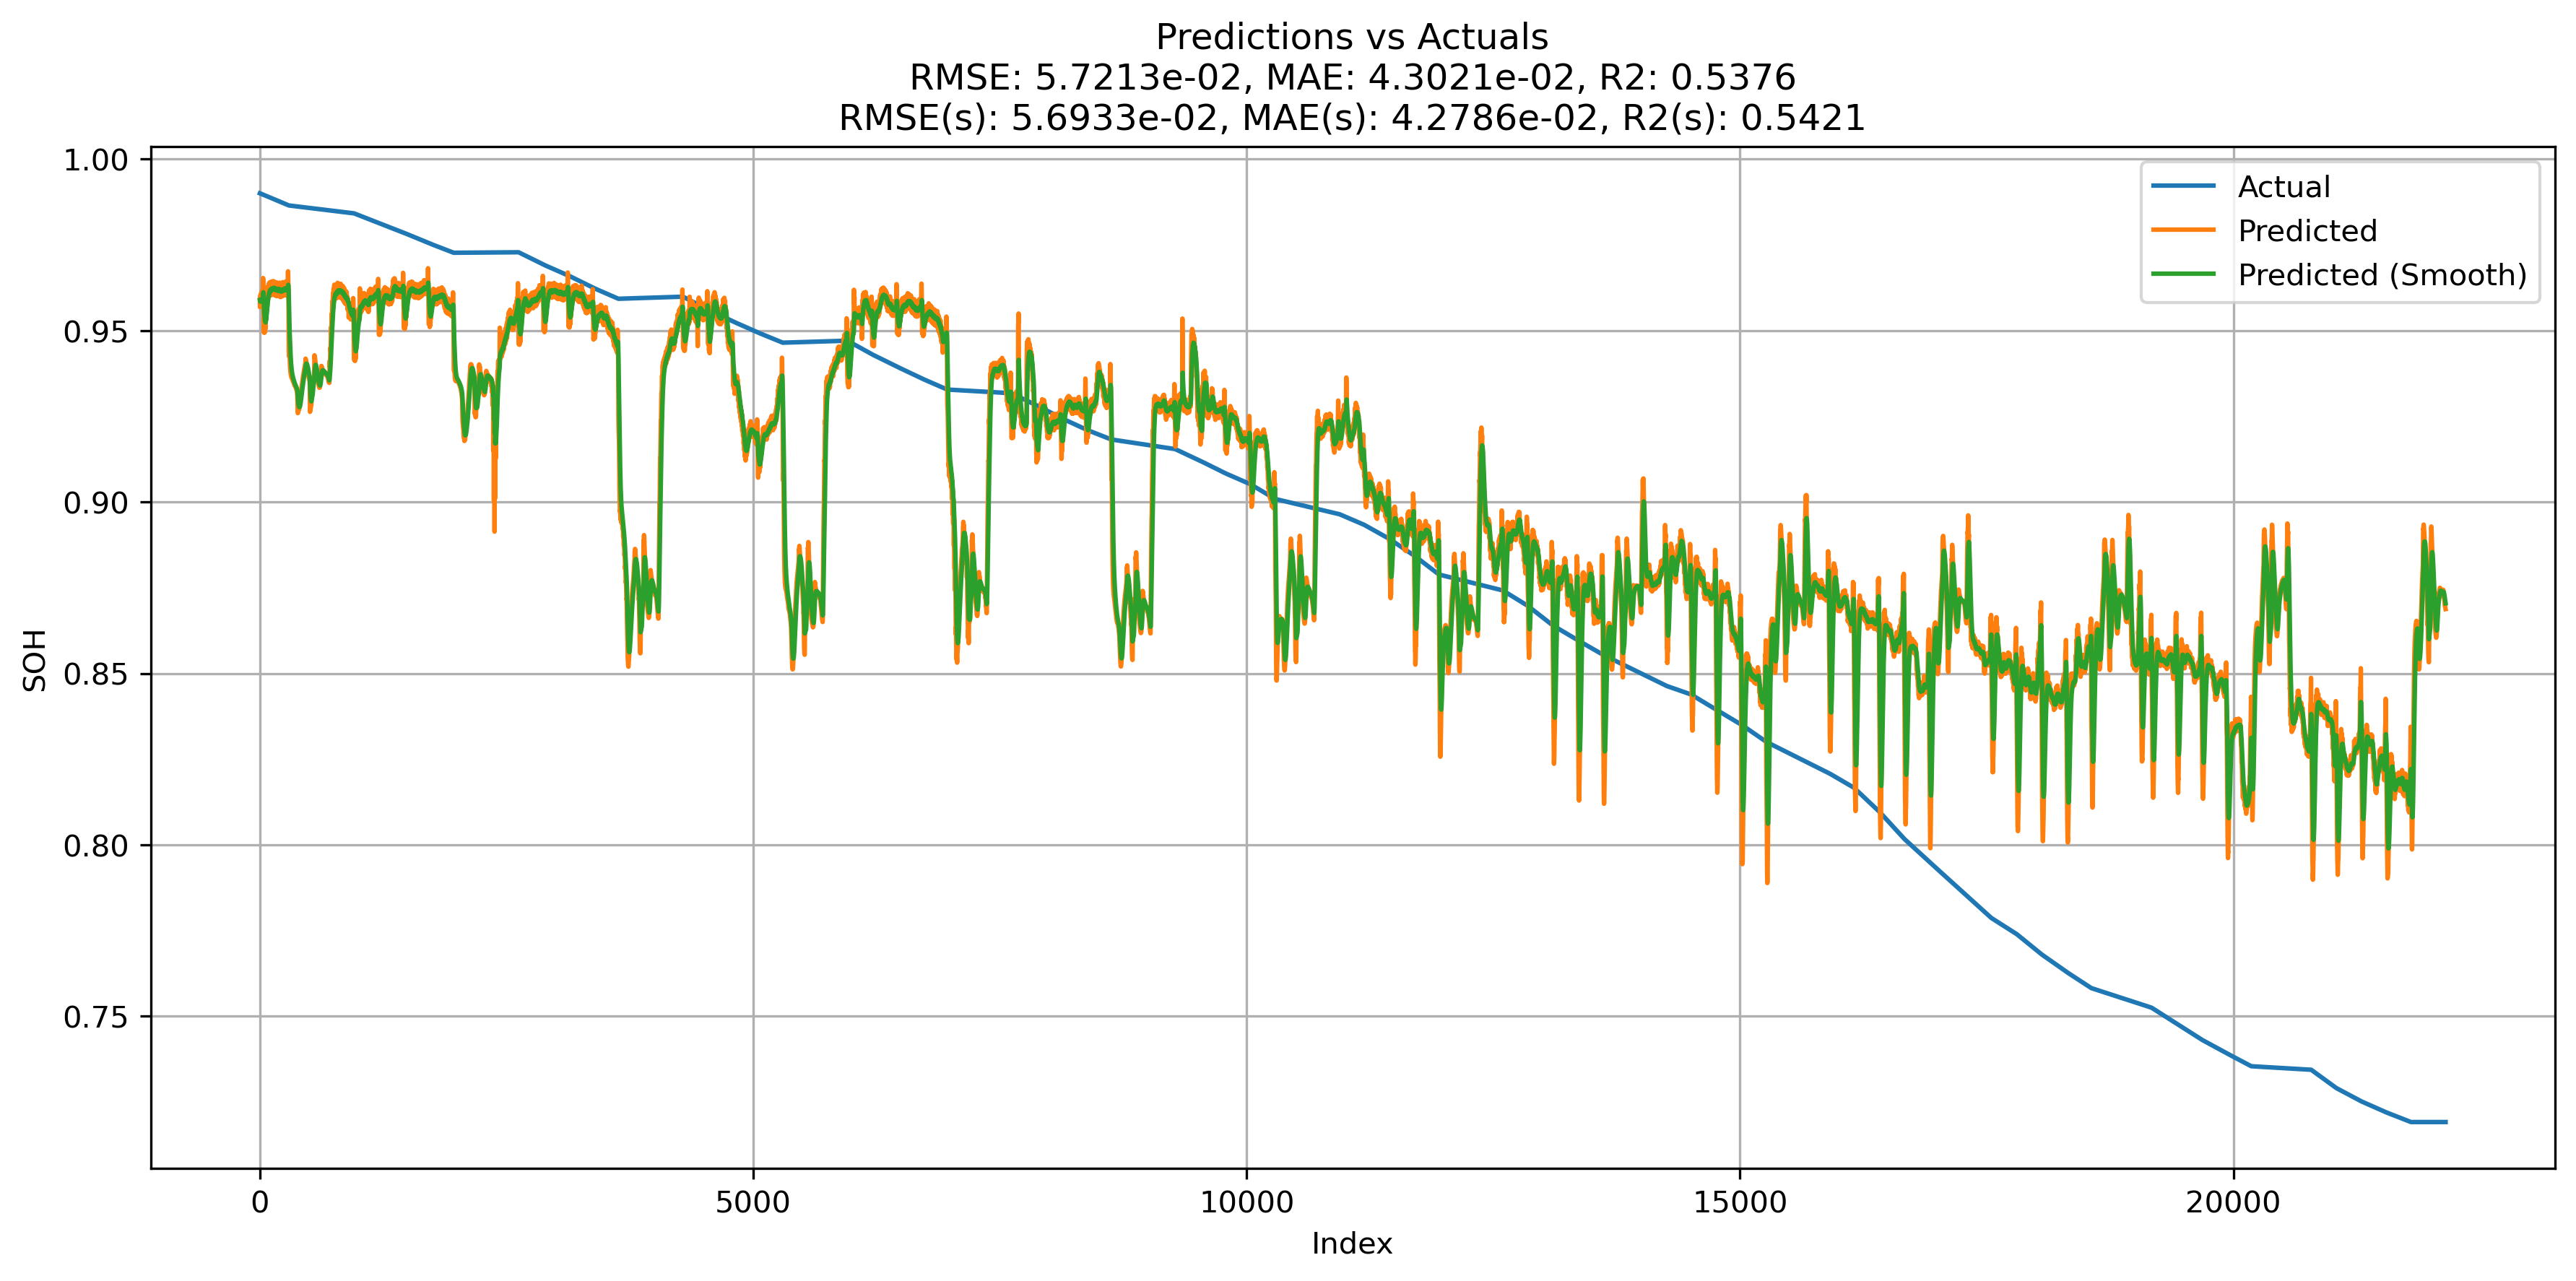 Predictions vs Actuals
RMSE: 5.7213e-02, MAE: 4.3021e-02, R2: 0.5376
RMSE(s): 5.6933e-02, MAE(s): 4.2786e-02, R2(s): 0.5421
Actual
Predicted
Predicted (Smooth)
SOH
1.00
0.95
0.90
0.85
0.80
0.75
0
5000
10000
15000
20000
Index